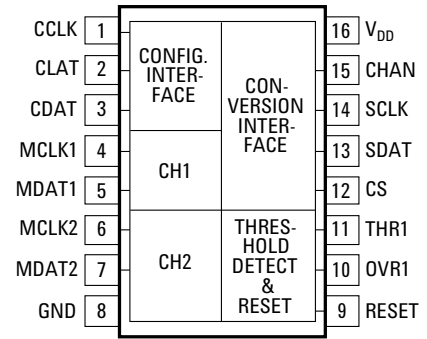 CCLK 1
CLAT 2
CDAT 3
MCLK1 4
MDAT1 5
MCLK2 6
MDAT2 7
GND 8
CONFIG.
INTER-
FACE
CH1
CH2
CON-
VERSION
INTER-
FACE
THRES-
HOLD
DETECT
&
RESET
16 VDD
15 CHAN
14 SCLK
13 SDAT
12 CS
11 THR1
10 OVR1
9 RESET